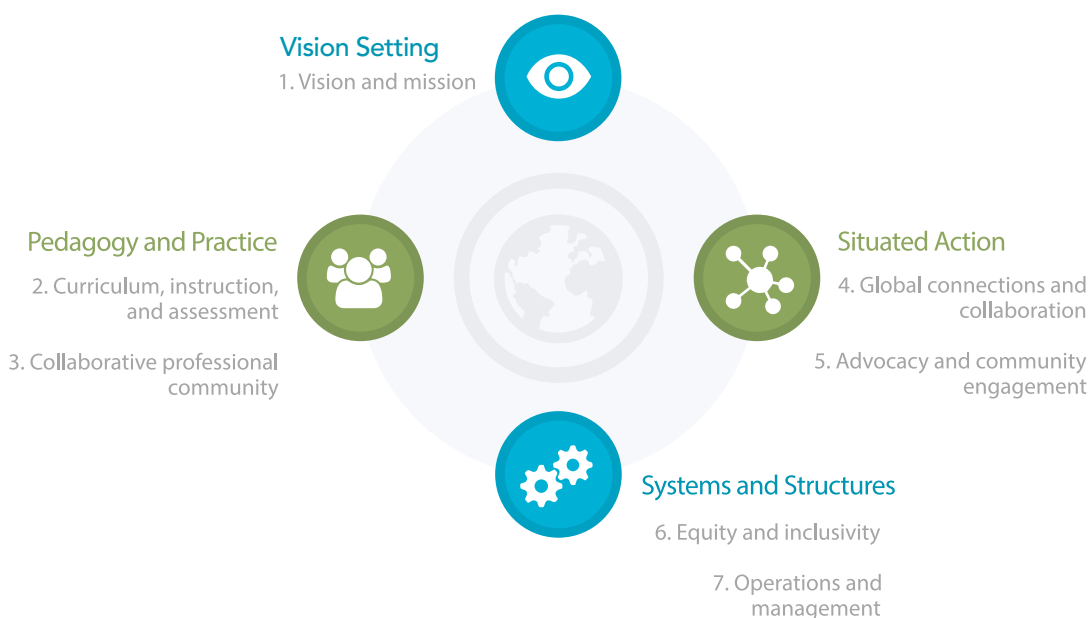 Vision Setting
1. Vision and mission
Pedagogy and Practice
2. Curriculum, instruction,
and assessment
3. Collaborative professional
community
Situated Action
4. Global connections and
collaboration
5. Advocacy and community
engagement
Systems and Structures
6. Equity and inclusivity
7. Operations and
management